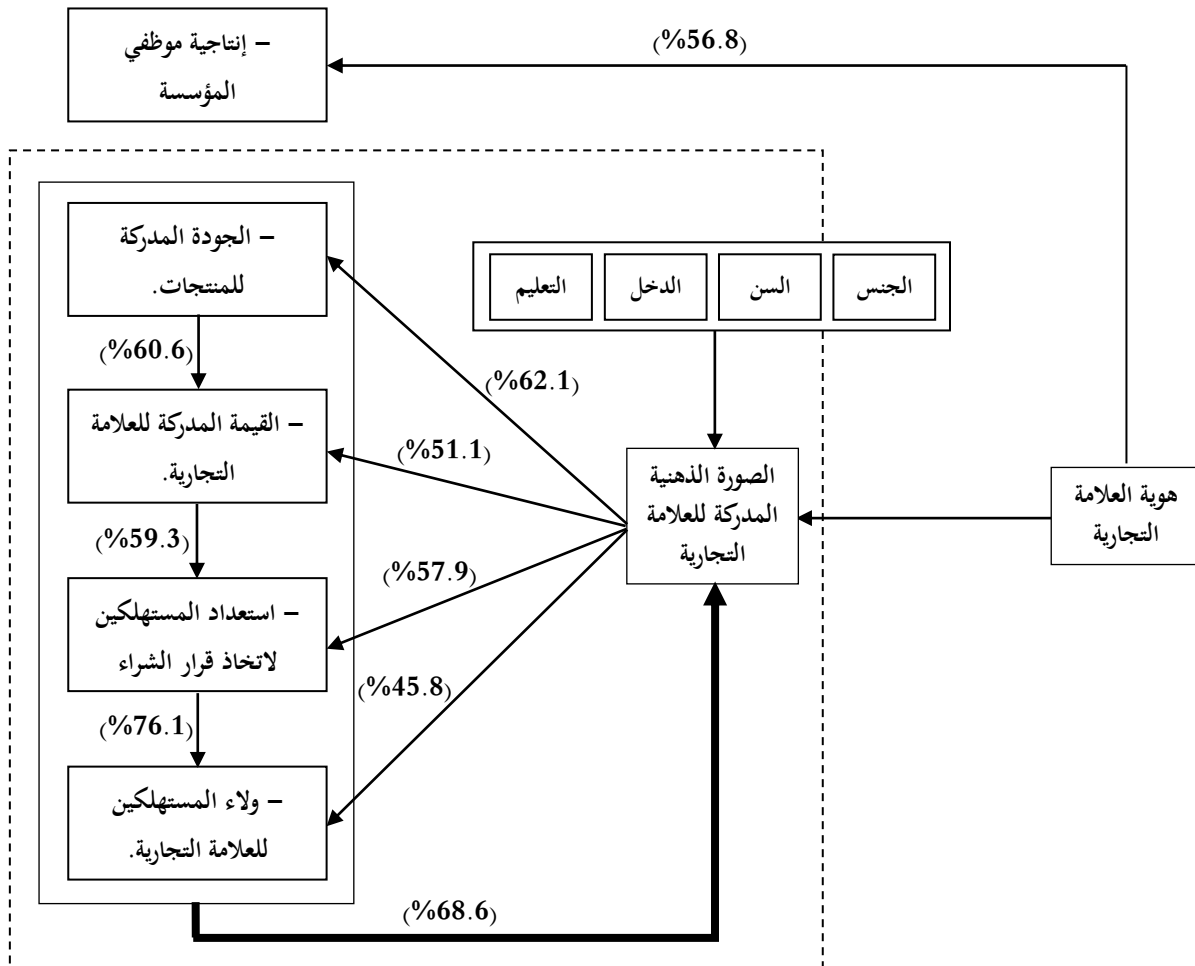 – إنتاجية موظفي
المؤسسة
(%56.8)
– الجودة المدركة
للمنتجات.
الجنس
السن
الدخل
التعليم
(%60.6)
(%62.1)
– القيمة المدركة للعلامة
التجارية.
(%51.1)
الصورة الذهنية
المدركة للعلامة
التجارية
هوية العلامة
التجارية
(%59.3)
(%57.9)
– استعداد المستهلكين
لاتخاذ قرار الشراء
(%45.8)
(%76.1)
– ولاء المستهلكين
للعلامة التجارية.
(%68.6)